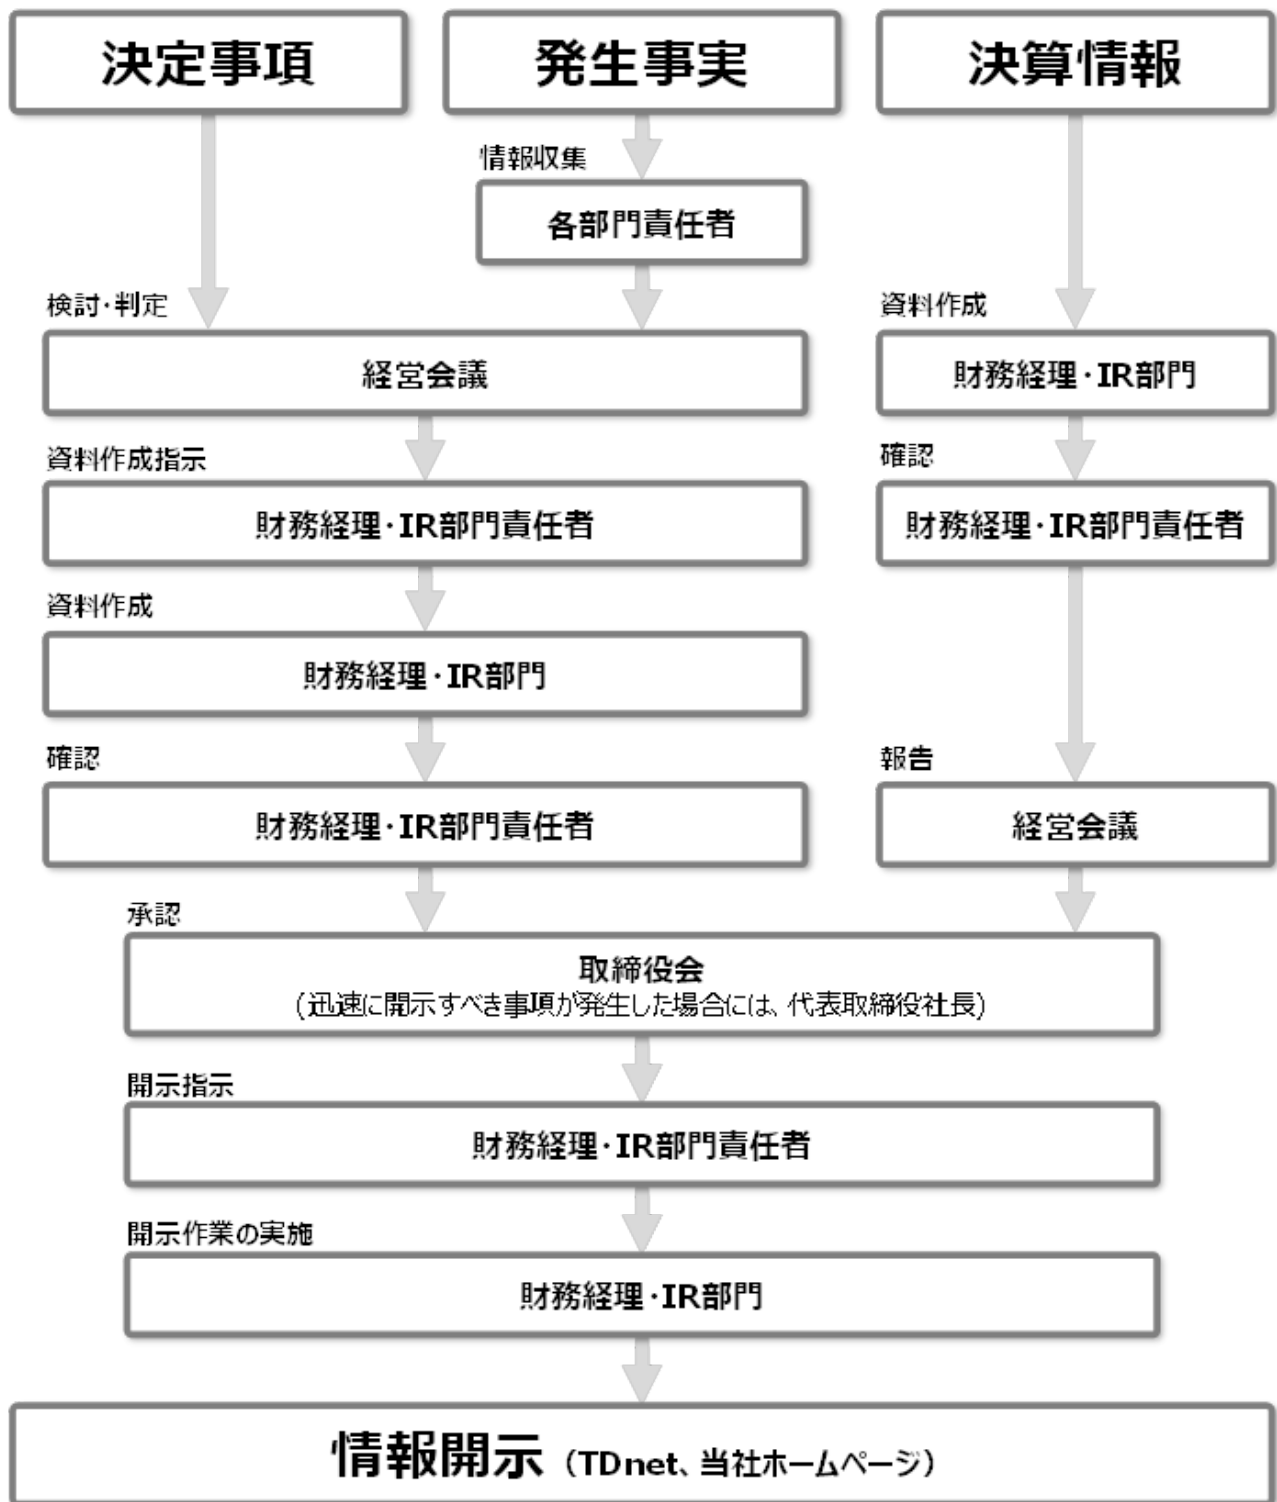 決定事項
発生事実
決算情報
情報収集
各部門責任者
検討・判定
経営会議
資料作成
財務経理・IR部門
資料作成指示
財務経理・IR部門責任者
確認
財務経理・IR部門責任者
資料作成
財務経理・IR部門
確認
財務経理・IR部門責任者
報告
経営会議
承認
取締役会
(迅速に開示すべき事項が発生した場合には、代表取締役社長)
開示指示
財務経理・IR部門責任者
開示作業の実施
財務経理・IR部門
情報開示（TDnet、当社ホームページ）